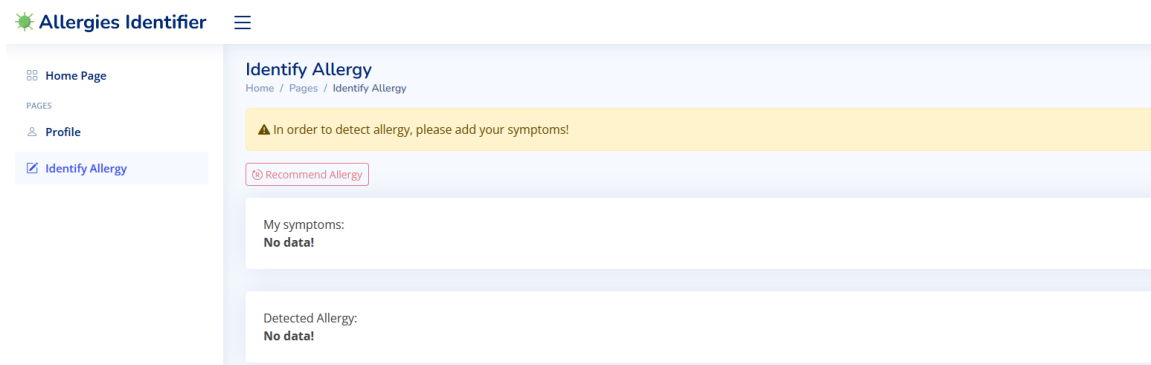 Allergies Identifier
Home Page
PAGES
Profile
Identify Allergy
Identify Allergy
Home / Pages / Identify Allergy
In order to detect allergy, please add your symptoms!
Recommend Allergy
My symptoms:
No data!
Detected Allergy:
No data!